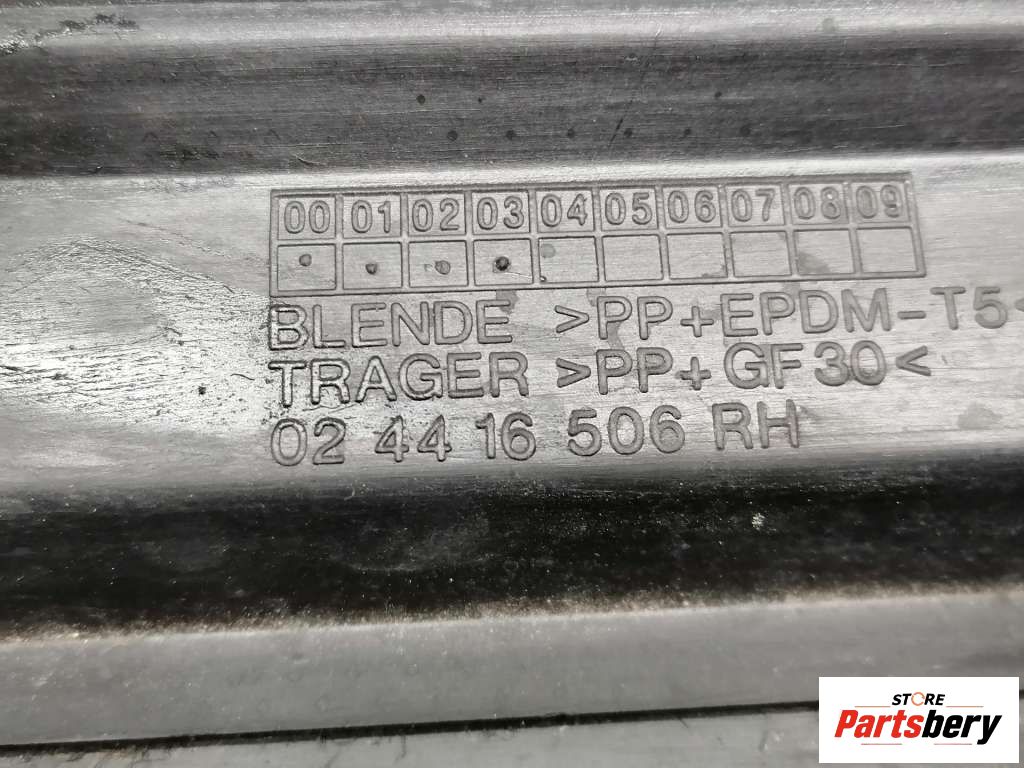 00 01 02 03 04 05 06 07 08 09
BLENDE >PP+EPDM-T5<
TRAGER >PP+GF30<
02 44 16 506 RH
STORE
Partsbery